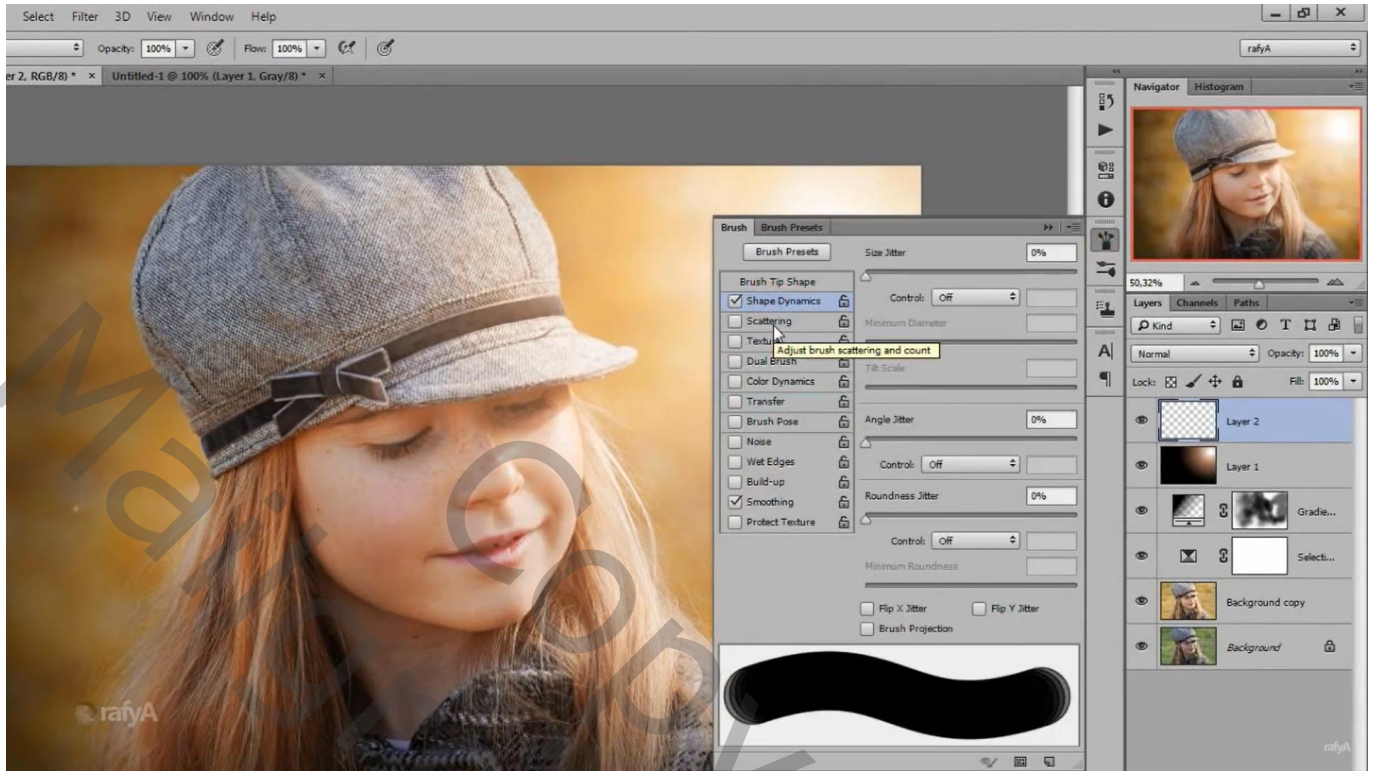 Select Filter 3D View Window Help
Opacity: 100% Flow: 100% rafyA
er 2, RGB/8) * × Untitled-1 @ 100% (Layer 1, Gray/8) * ×
Navigator Histogram
Brush Brush Presets
Brush Presets Size Jitter 0%
Brush Tip Shape
Shape Dynamics Control: Off
Scattering Minimum Diameter
Textu
Adjust brush scattering and count
Dual Brush Tilt Scale
Color Dynamics
Transfer
Brush Pose Angle Jitter 0%
Noise
Wet Edges Control: Off
Build-up
Smoothing Roundness Jitter 0%
Protect Texture
Control: Off
Minimum Roundness
Flip X Jitter Flip Y Jitter
Brush Projection
50,32%
Layers Channels Paths
Kind
Normal Opacity: 100%
Lock: Fill: 100%
Layer 2
Layer 1
Gradie...
Selecti...
Background copy
Background
rafyA
rafyA